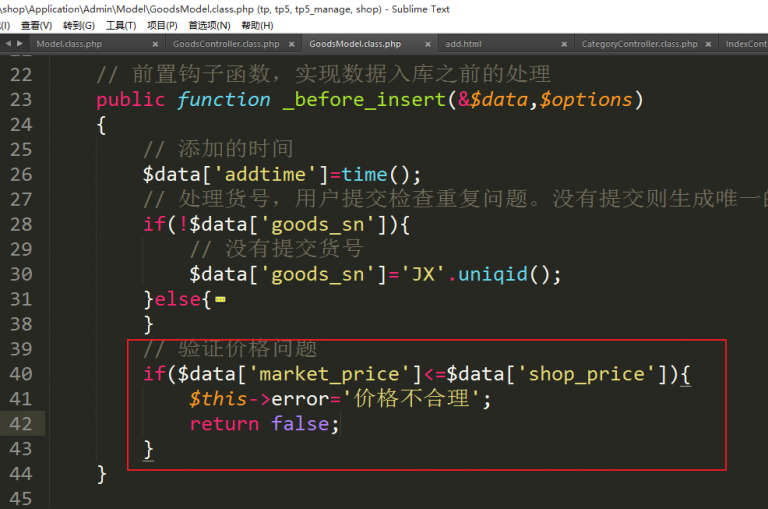 \shop\Application\Admin\Model\GoodsModel.class.php (tp, tp5, tp5_manage, shop) - Sublime Text
(I) 查看(V) 转到(G) 工具(T) 项目(P) 首选项(N) 帮助(H)
Model.class.php × GoodsController.class.php × GoodsModel.class.php × add.html × CategoryController.class.php × IndexCont
22 // 前置钩子函数，实现数据入库之前的处理
23 public function _before_insert(&$data,$options)
24 {
25 // 添加的时间
26 $data['addtime']=time();
27 // 处理货号，用户提交检查重复问题。没有提交则生成唯一的
28 if(!$data['goods_sn']){
29 // 没有提交货号
30 $data['goods_sn']='JX'.uniqid();
31 }else{
38 }
39 // 验证价格问题
40 if($data['market_price']<=$data['shop_price']){
41 $this->error='价格不合理';
42 return false;
43 }
44 }
45